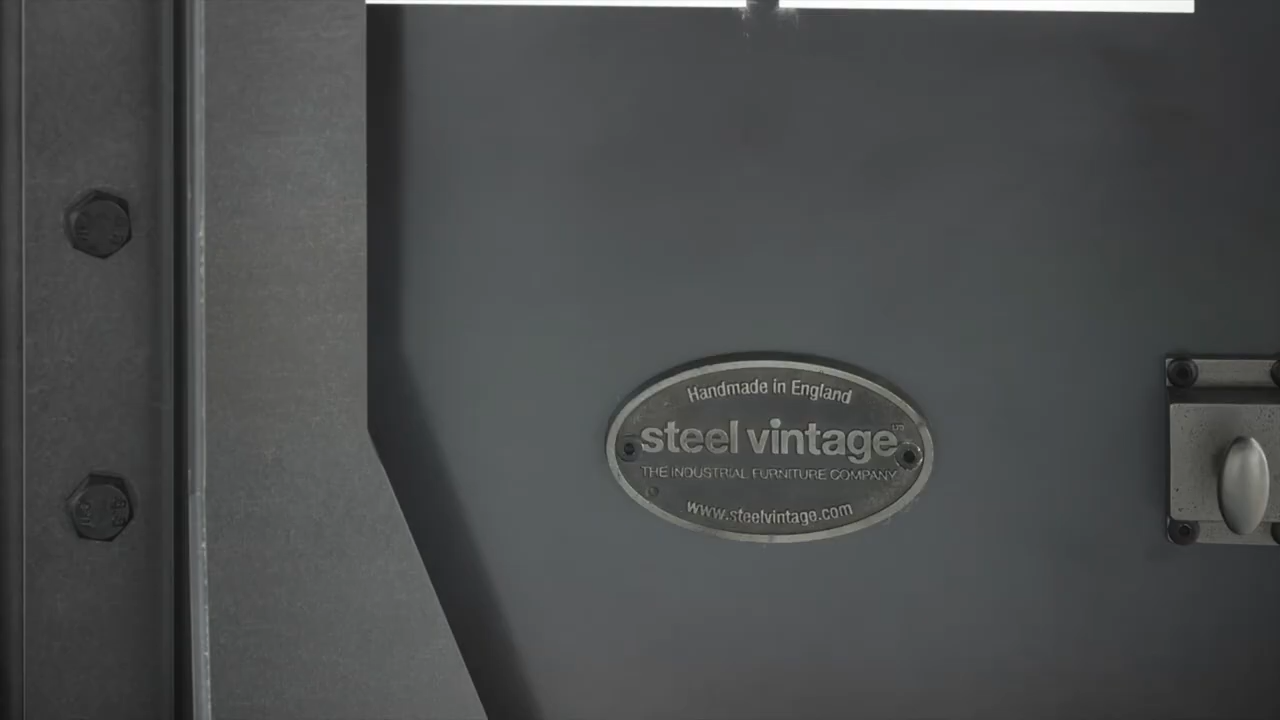 Handmade in England
steel vintage
THE INDUSTRIAL FURNITURE COMPANY
www.steelvintage.com